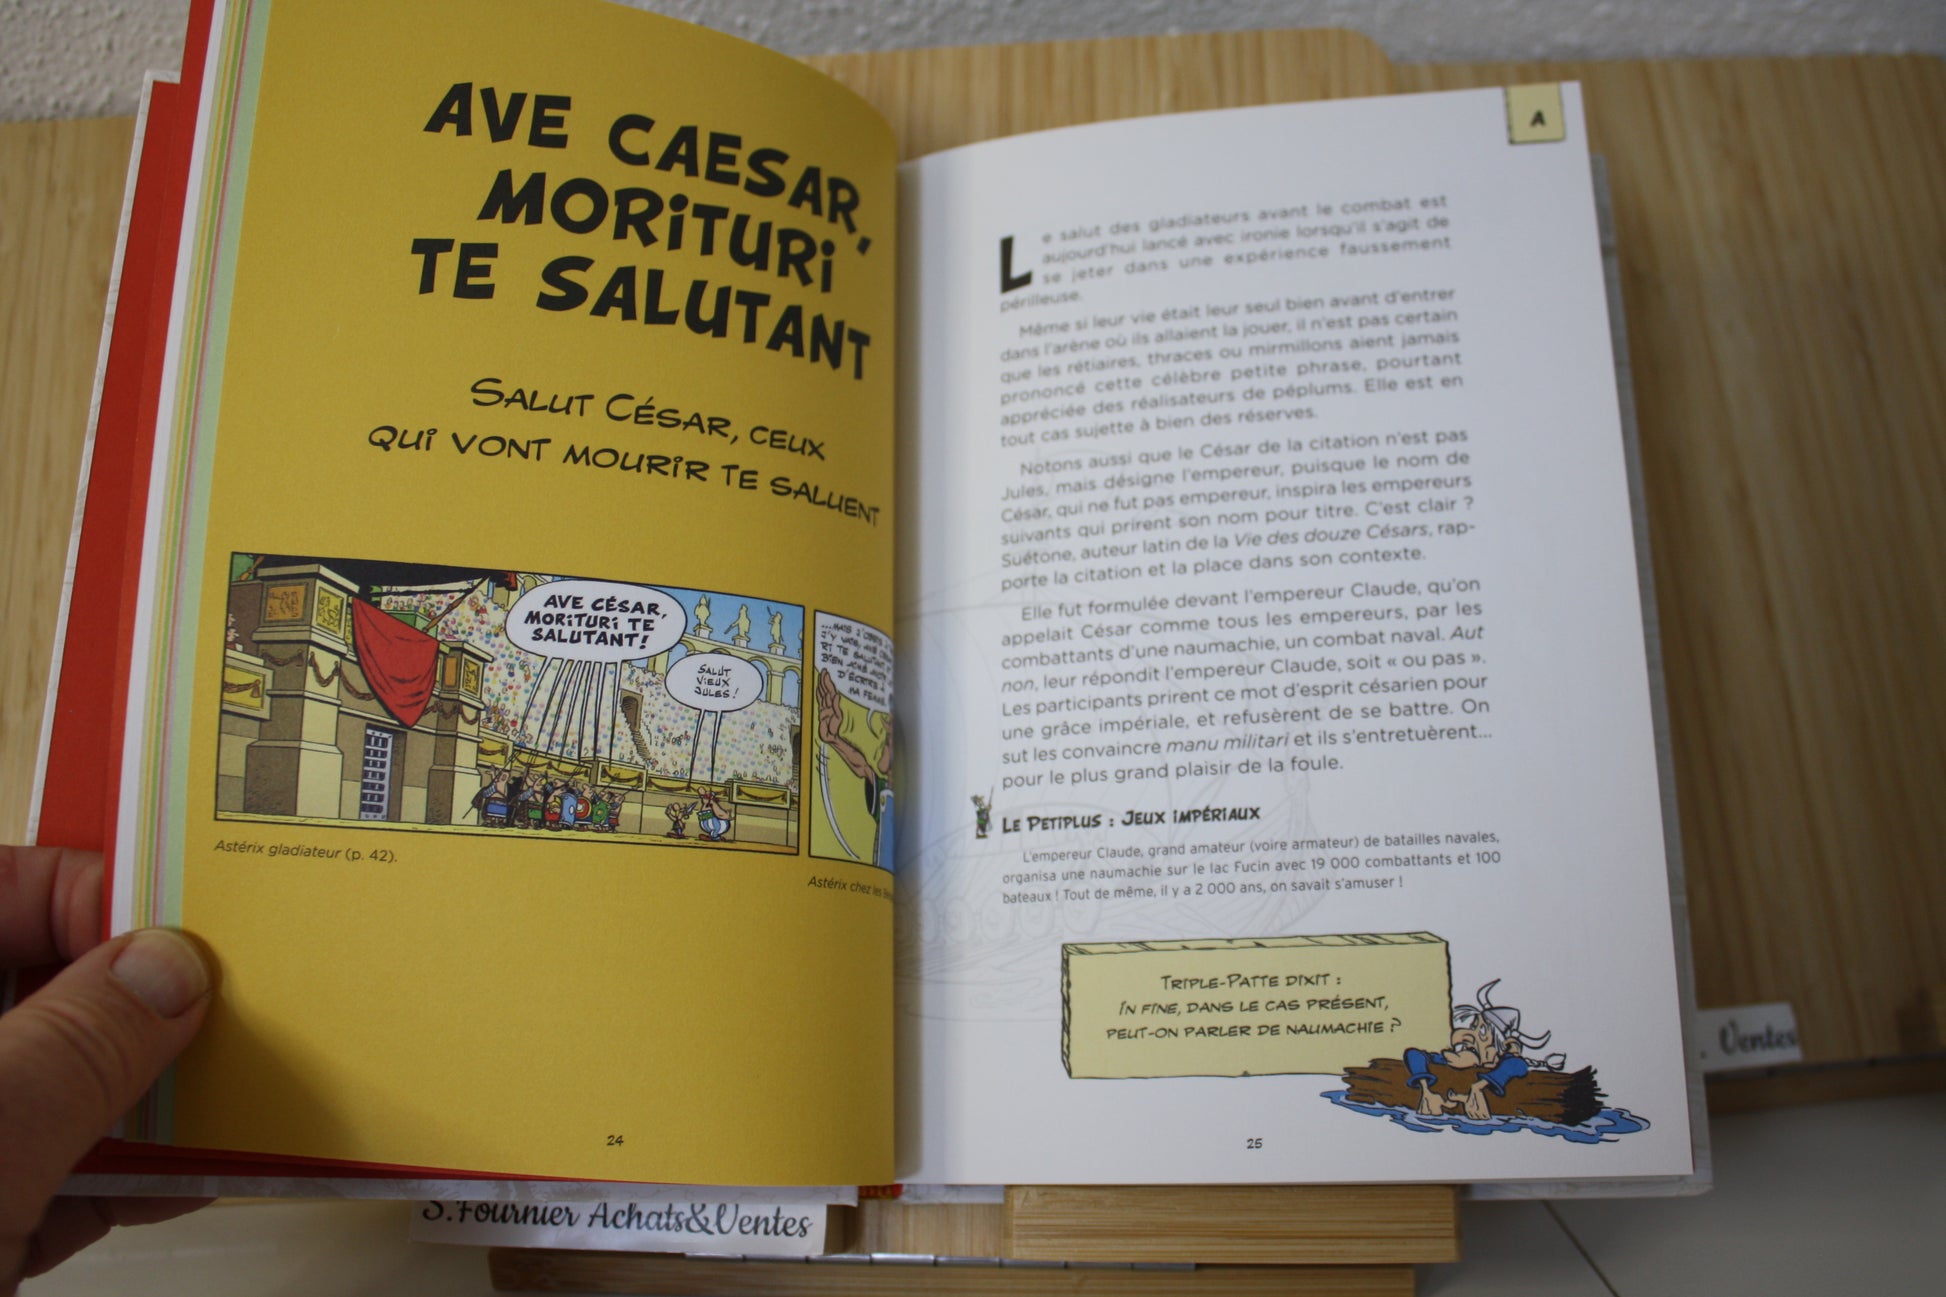 AVE CAESAR,
MORITURI
TE SALUTANT
SALUT CÉSAR, CEUX
QUI VONT MOURIR TE SALUENT
AVE CÉSAR,
MORITURI TE
SALUTANT!
SALUT
VIEUX
JULES!
...MAIS J'
J'Y VAIS, AVE
RI TE SALUTANT,
BIEN AIMÉ
D'ÉCRIRE À
MA FEMME
Astérix gladiateur (p. 42).
Astérix chez les
24
A
Le salut des gladiateurs avant le combat est
aujourd'hui lancé avec ironie lorsqu'il s'agit de
se jeter dans une expérience faussement
périlleuse.
Même si leur vie était leur seul bien avant d'entrer
dans l'arène où ils allaient la jouer, il n'est pas certain
que les rétiaires, thraces ou mirmillons aient jamais
prononcé cette célèbre petite phrase, pourtant
appréciée des réalisateurs de péplums. Elle est en
tout cas sujette à bien des réserves.
Notons aussi que le César de la citation n'est pas
Jules, mais désigne l'empereur, puisque le nom de
César, qui ne fut pas empereur, inspira les empereurs
suivants qui prirent son nom pour titre. C'est clair ?
Suétone, auteur latin de la Vie des douze Césars, rap-
porte la citation et la place dans son contexte.
Elle fut formulée devant l'empereur Claude, qu'on
appelait César comme tous les empereurs, par les
combattants d'une naumachie, un combat naval. Aut
non, leur répondit l'empereur Claude, soit « ou pas ».
Les participants prirent ce mot d'esprit césarien pour
une grâce impériale, et refusèrent de se battre. On
sut les convaincre manu militari et ils s'entretuèrent...
pour le plus grand plaisir de la foule.
LE PETIPLUS : JEUX IMPÉRIAUX
L'empereur Claude, grand amateur (voire armateur) de batailles navales,
organisa une naumachie sur le lac Fucin avec 19 000 combattants et 100
bateaux ! Tout de même, il y a 2 000 ans, on savait s'amuser !
TRIPLE-PATTE DIXIT :
IN FINE, DANS LE CAS PRÉSENT,
PEUT-ON PARLER DE NAUMACHIE ?
25
S.Fournier Achats&Ventes
. Ventes